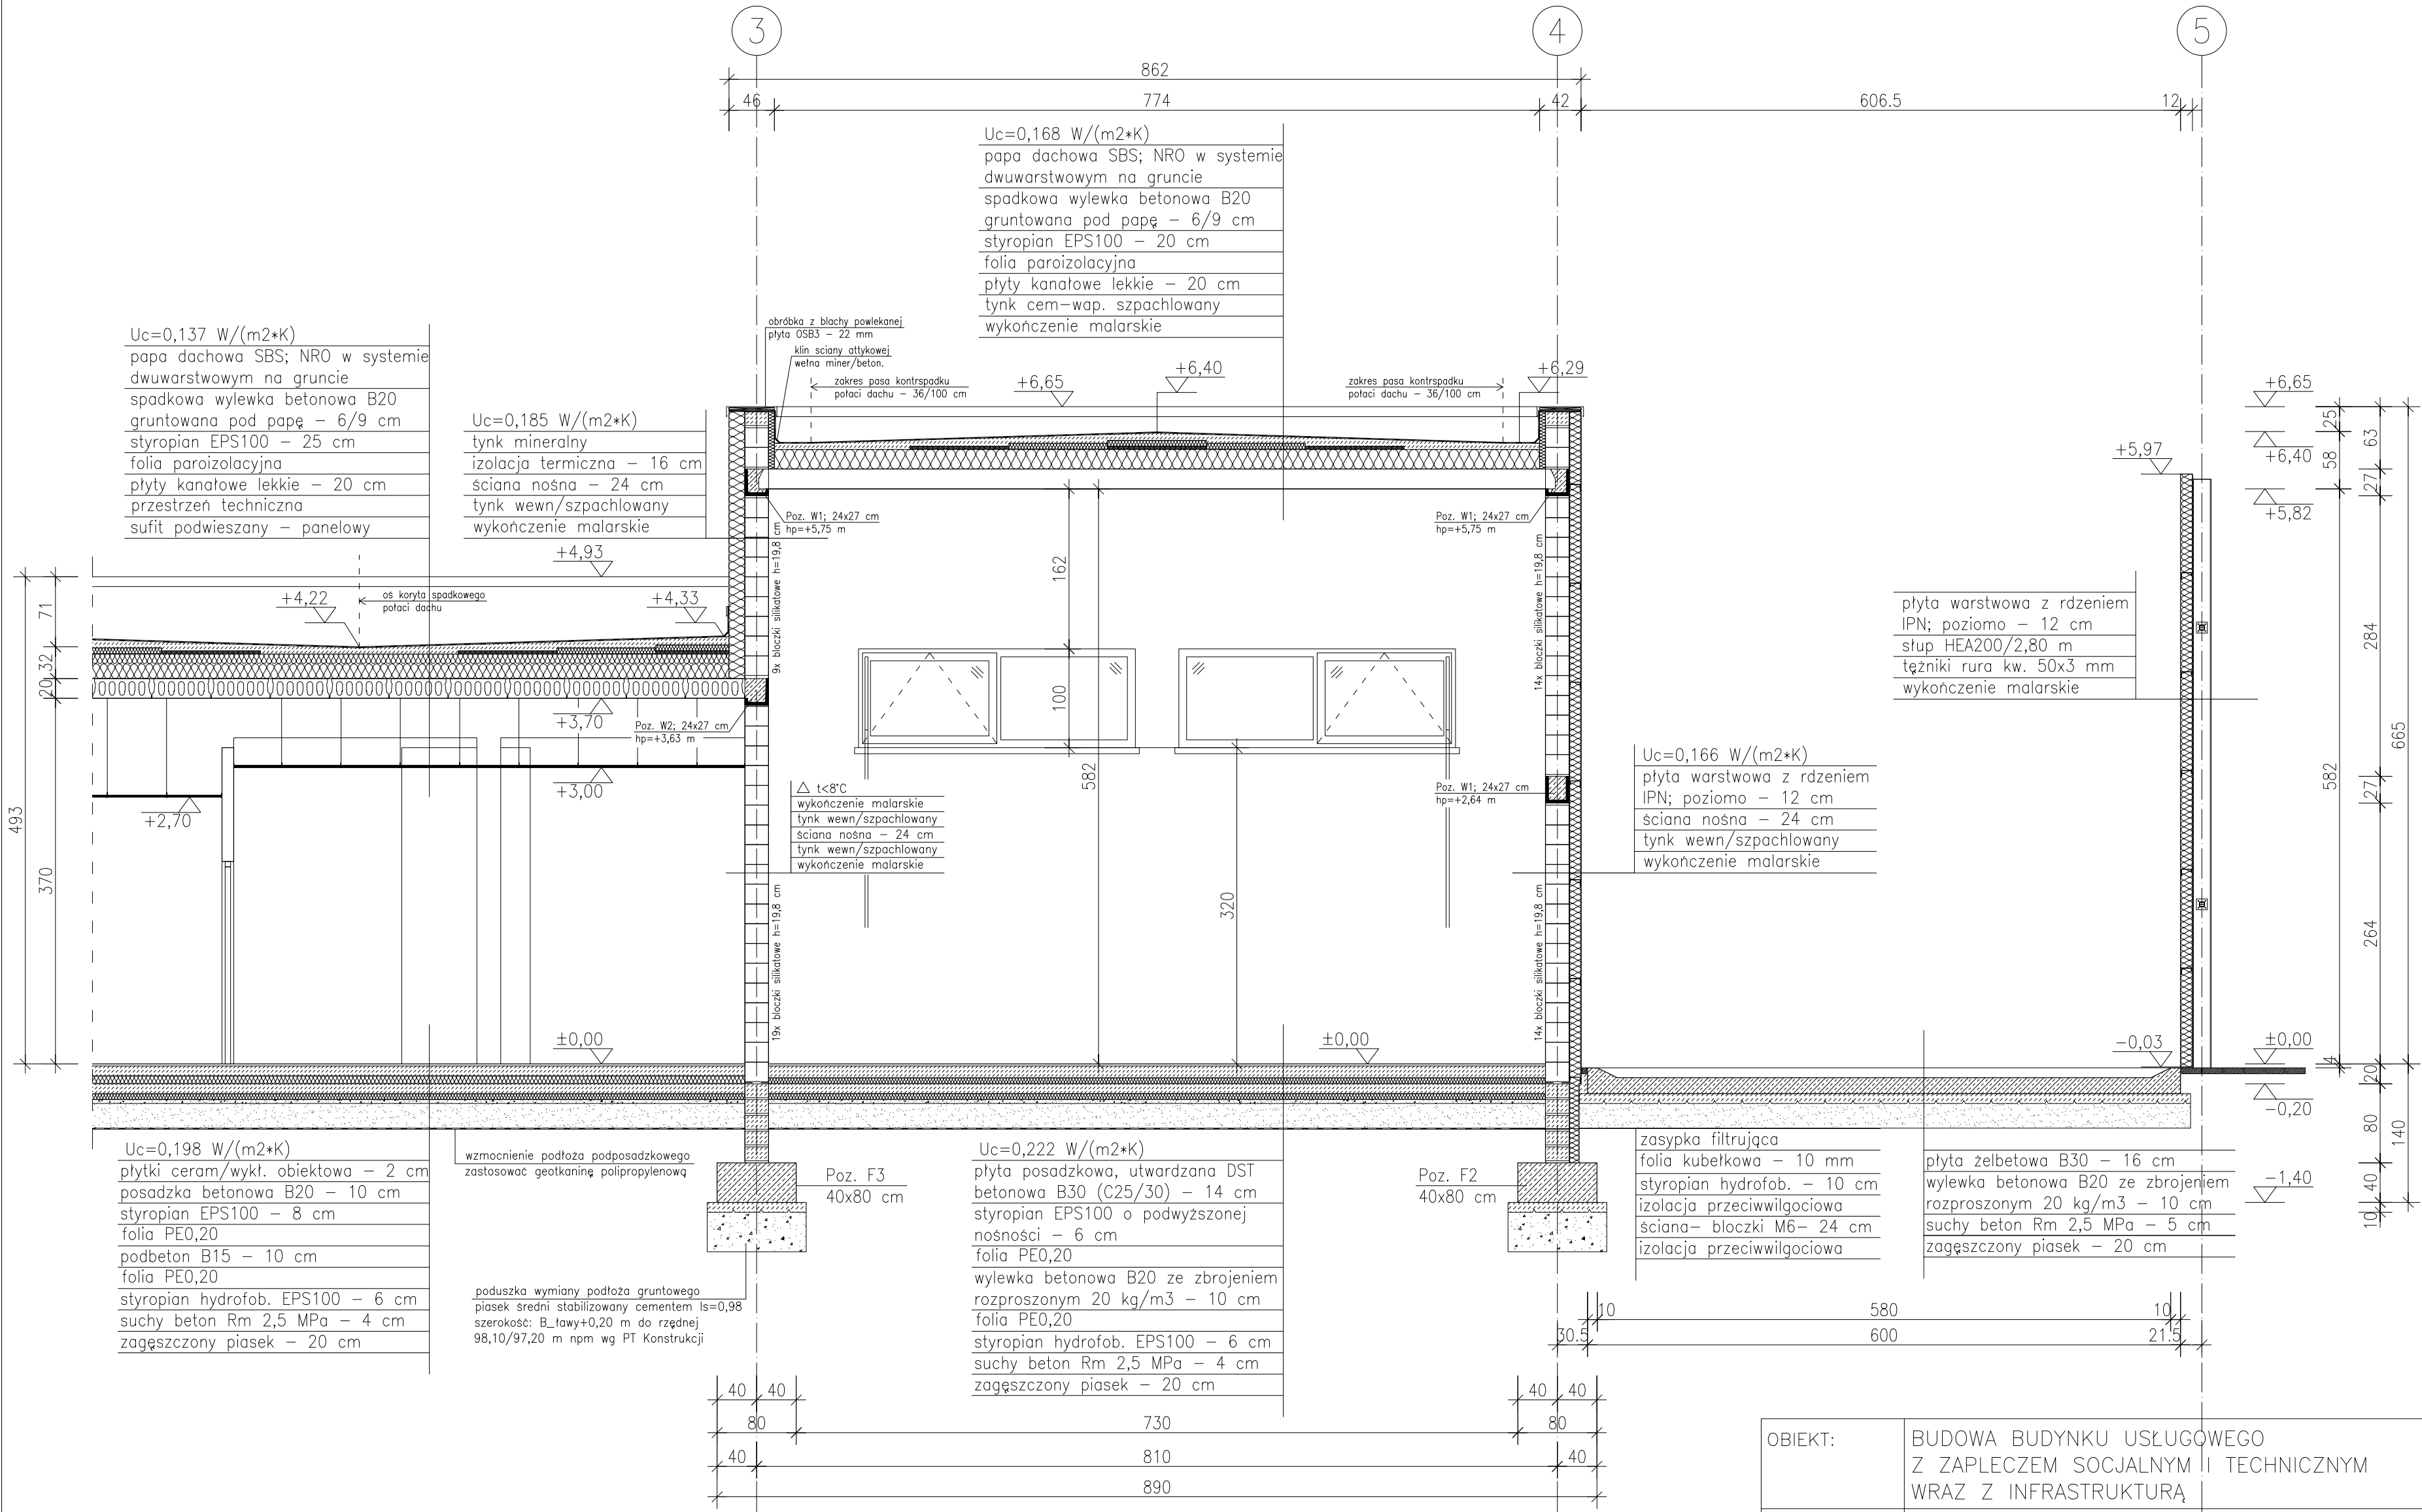 3
4
5
862
46
774
42
606.5
12
Uc=0,168 W/(m2*K)
papa dachowa SBS; NRO w systemie
dwuwarstwowym na gruncie
spadkowa wylewka betonowa B20
gruntowana pod papę – 6/9 cm
styropian EPS100 – 20 cm
folia paroizolacyjna
płyty kanałowe lekkie – 20 cm
tynk cem–wap. szpachlowany
wykończenie malarskie
Uc=0,137 W/(m2*K)
papa dachowa SBS; NRO w systemie
dwuwarstwowym na gruncie
spadkowa wylewka betonowa B20
gruntowana pod papę – 6/9 cm
styropian EPS100 – 25 cm
folia paroizolacyjna
płyty kanałowe lekkie – 20 cm
przestrzeń techniczna
sufit podwieszany – panelowy
Uc=0,185 W/(m2*K)
tynk mineralny
izolacja termiczna – 16 cm
ściana nośna – 24 cm
tynk wewn/szpachlowany
wykończenie malarskie
obróbka z blachy powlekanej
płyta OSB3 – 22 mm
klin sciany attykowej
wełna miner/beton.
zakres pasa kontrspadku
połaci dachu – 36/100 cm
+6,65
+6,40
zakres pasa kontrspadku
połaci dachu – 36/100 cm
+6,29
+6,65
+6,40
+5,82
+5,97
25
58
582
4
63
27
284
27
264
20
80
40
10
665
140
Poz. W1; 24x27 cm
hp=+5,75 m
Poz. W1; 24x27 cm
hp=+5,75 m
9x bloczki silikatowe h=19,8 cm
14x bloczki silikatowe h=19,8 cm
162
100
582
320
+4,93
+4,22
oś koryta spadkowego
połaci dachu
+4,33
71
32
20
493
370
+3,70
Poz. W2; 24x27 cm
hp=+3,63 m
+3,00
+2,70
△ t<8°C
wykończenie malarskie
tynk wewn/szpachlowany
ściana nośna – 24 cm
tynk wewn/szpachlowany
wykończenie malarskie
Poz. W1; 24x27 cm
hp=+2,64 m
Uc=0,166 W/(m2*K)
płyta warstwowa z rdzeniem
IPN; poziomo – 12 cm
ściana nośna – 24 cm
tynk wewn/szpachlowany
wykończenie malarskie
płyta warstwowa z rdzeniem
IPN; poziomo – 12 cm
słup HEA200/2,80 m
tężniki rura kw. 50x3 mm
wykończenie malarskie
19x bloczki silikatowe h=19,8 cm
14x bloczki silikatowe h=19,8 cm
±0,00
±0,00
-0,03
±0,00
-0,20
-1,40
Uc=0,198 W/(m2*K)
płytki ceram/wykł. obiektowa – 2 cm
posadzka betonowa B20 – 10 cm
styropian EPS100 – 8 cm
folia PE0,20
podbeton B15 – 10 cm
folia PE0,20
styropian hydrofob. EPS100 – 6 cm
suchy beton Rm 2,5 MPa – 4 cm
zagęszczony piasek – 20 cm
wzmocnienie podłoża podposadzkowego
zastosować geotkaninę polipropylenową
Poz. F3
40x80 cm
poduszka wymiany podłoża gruntowego
piasek średni stabilizowany cementem Is=0,98
szerokość: B_ławy+0,20 m do rzędnej
98,10/97,20 m npm wg PT Konstrukcji
Uc=0,222 W/(m2*K)
płyta posadzkowa, utwardzana DST
betonowa B30 (C25/30) – 14 cm
styropian EPS100 o podwyższonej
nośności – 6 cm
folia PE0,20
wylewka betonowa B20 ze zbrojeniem
rozproszonym 20 kg/m3 – 10 cm
folia PE0,20
styropian hydrofob. EPS100 – 6 cm
suchy beton Rm 2,5 MPa – 4 cm
zagęszczony piasek – 20 cm
Poz. F2
40x80 cm
zasypka filtrująca
folia kubełkowa – 10 mm
styropian hydrofob. – 10 cm
izolacja przeciwwilgociowa
ściana– bloczki M6– 24 cm
izolacja przeciwwilgociowa
płyta żelbetowa B30 – 16 cm
wylewka betonowa B20 ze zbrojeniem
rozproszonym 20 kg/m3 – 10 cm
suchy beton Rm 2,5 MPa – 5 cm
zagęszczony piasek – 20 cm
10
580
10
30.5
600
21.5
40
40
40
40
80
730
80
40
810
40
890
OBIEKT:
BUDOWA BUDYNKU USŁUGOWEGO
Z ZAPLECZEM SOCJALNYM I TECHNICZNYM
WRAZ Z INFRASTRUKTURĄ